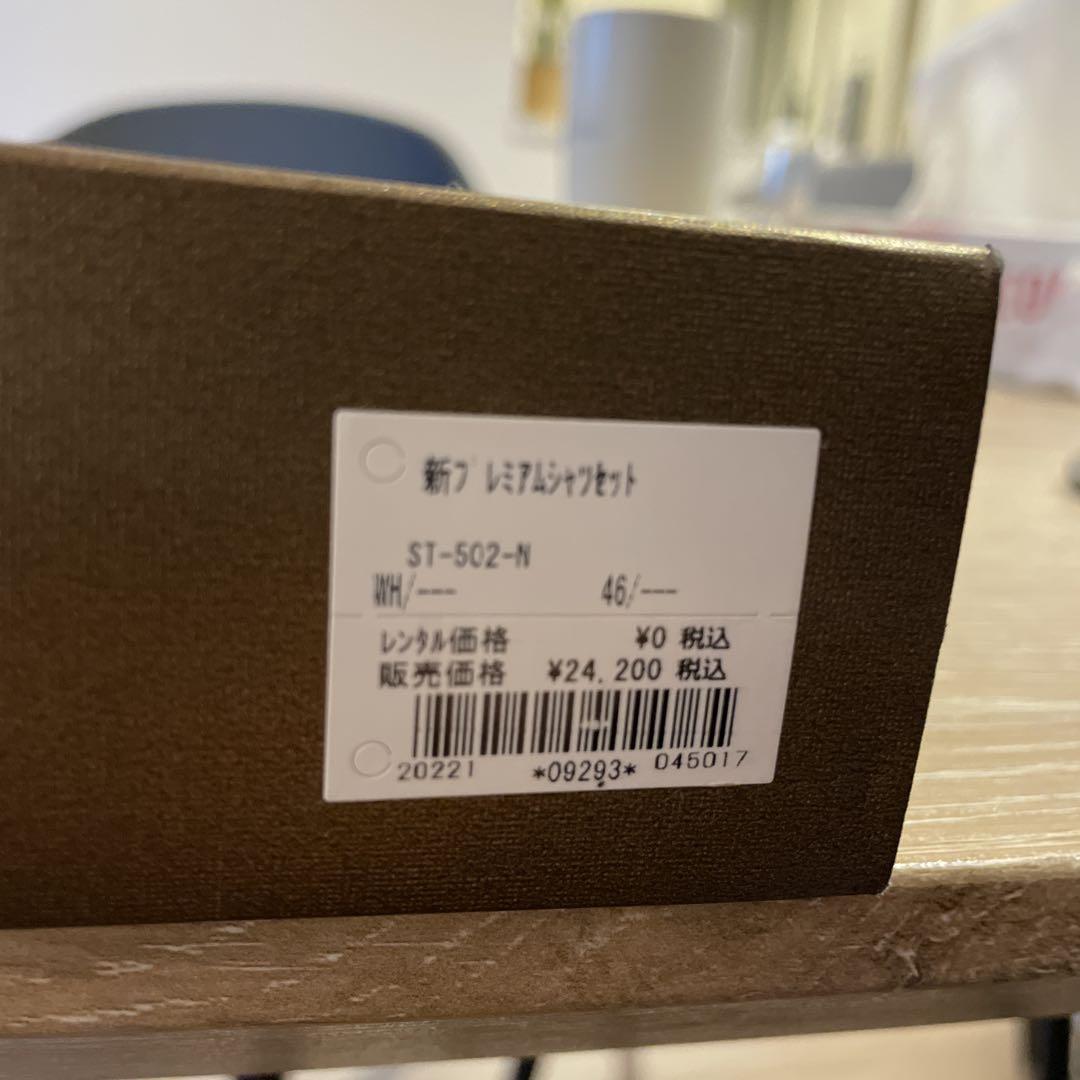 新プレミアムシャツセット
ST-502-N
WH/--- 46/---
レンタル価格 ¥0 税込
販売価格 ¥24,200 税込
20221 *09293* 045017